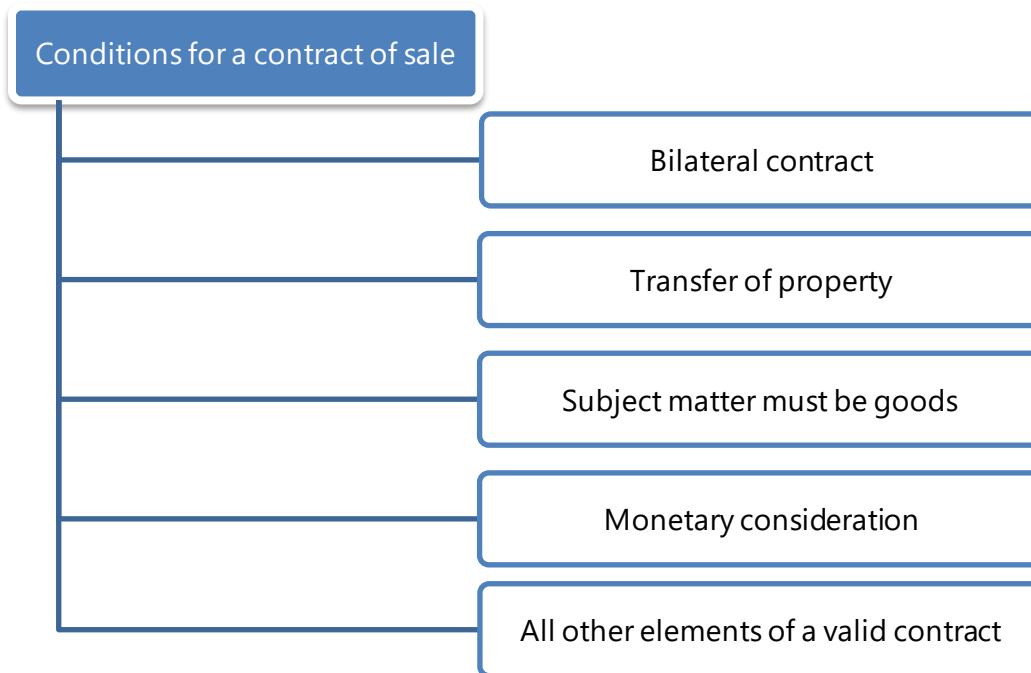 Conditions for a contract of sale
Bilateral contract
Transfer of property
Subject matter must be goods
Monetary consideration
All other elements of a valid contract